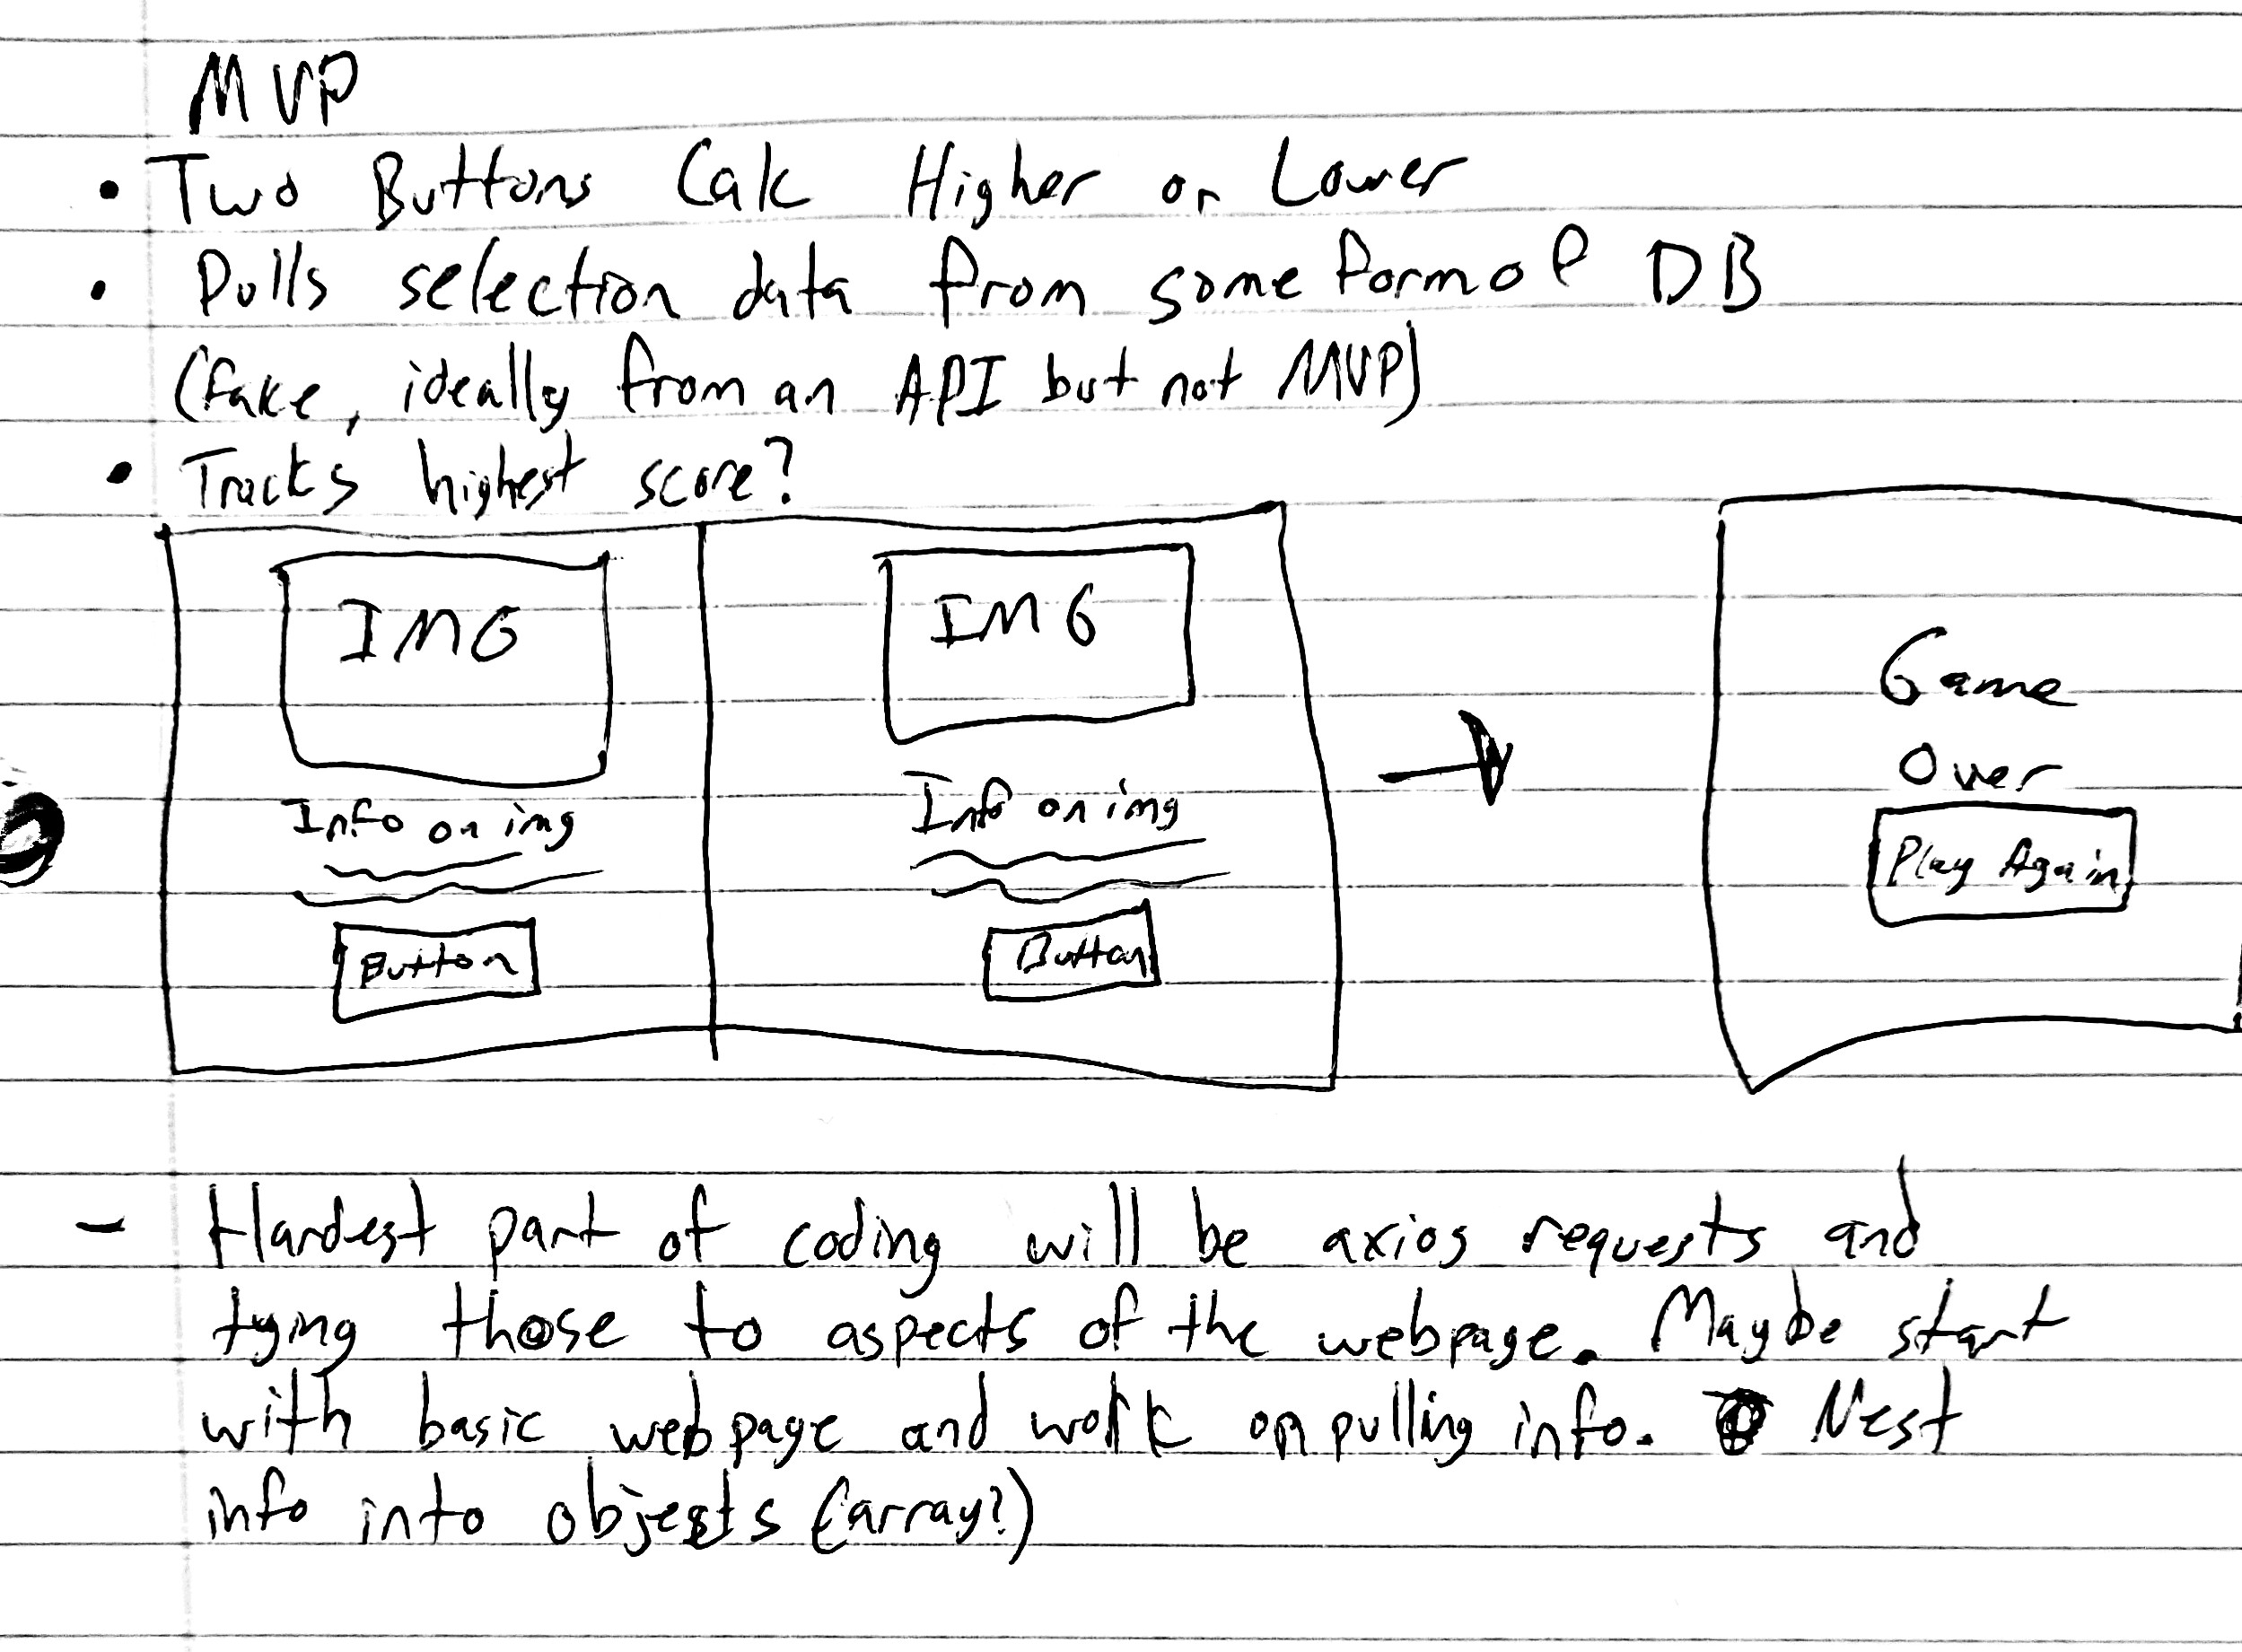 MVP
• Two Buttons Calc Higher or Lower
• Pulls selection data from some form of DB
(fake, ideally from an API but not MVP)
• Tracks highest score?
IMG
IMG
Info on img
Info on img
Button
Button
Game
Over
Play Again
- Hardest part of coding will be axios requests and
tying those to aspects of the webpage. Maybe start
with basic webpage and work on pulling info. Nest
info into objects (array?)